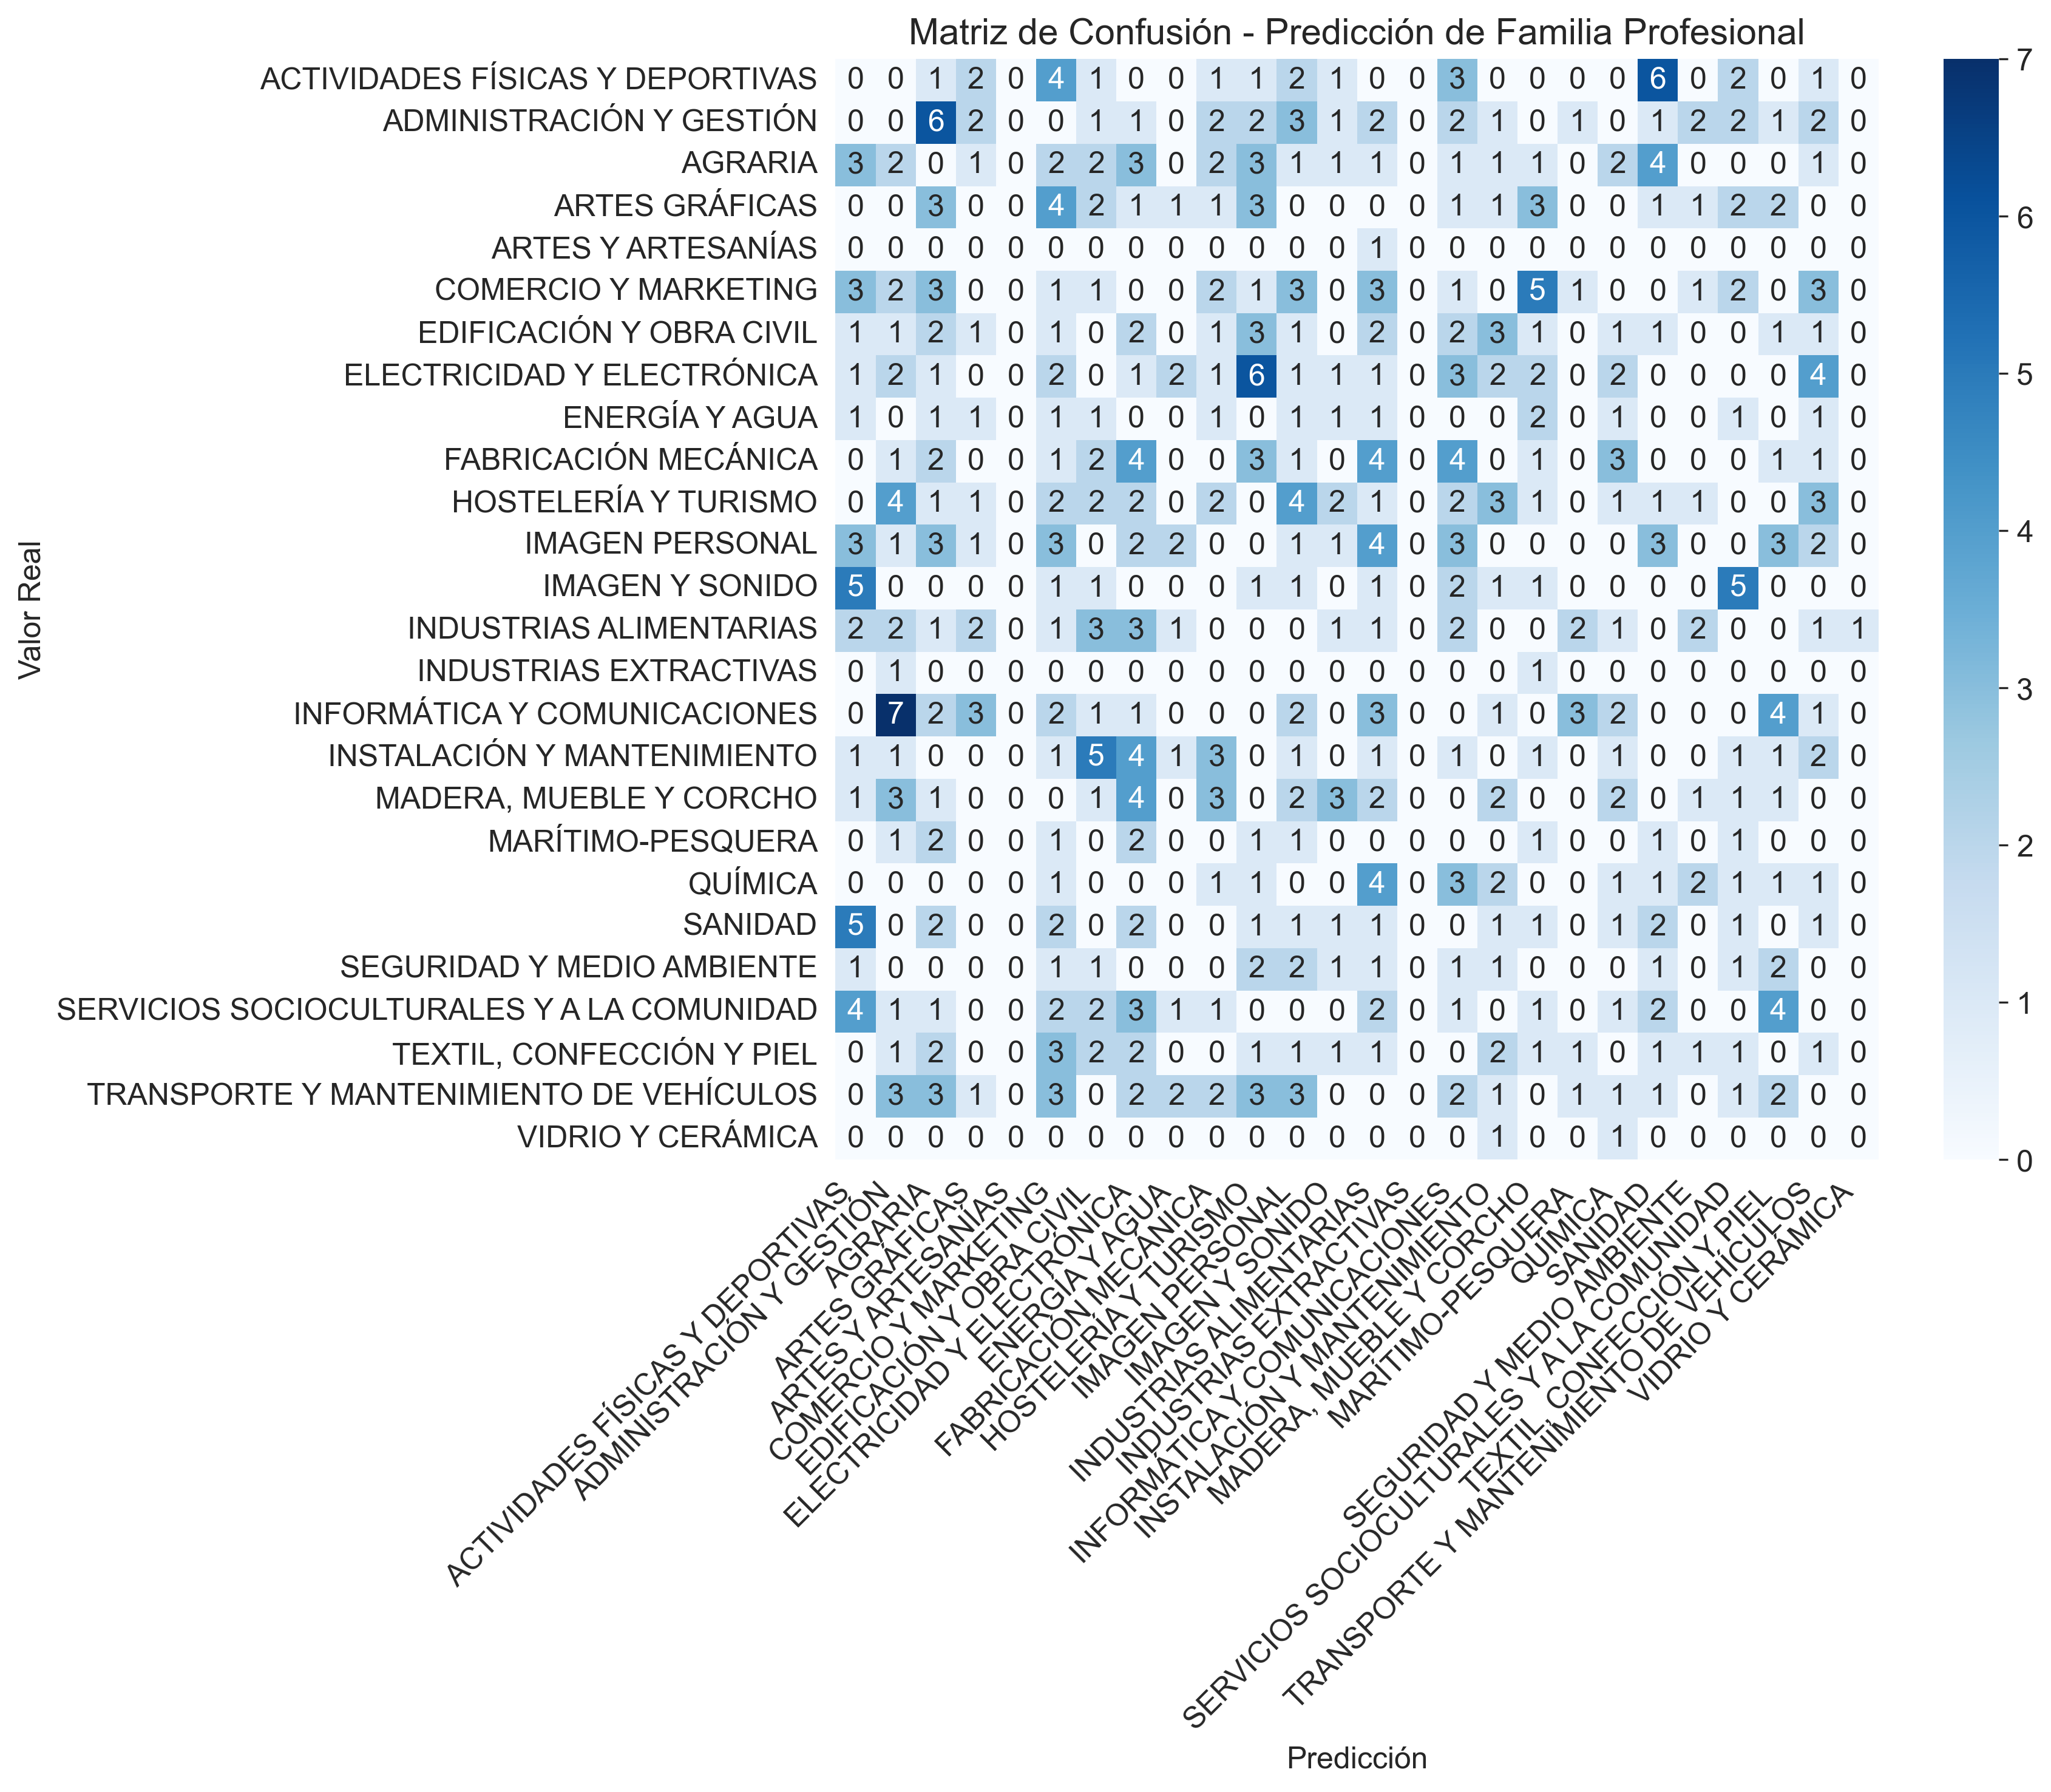 Matriz de Confusión - Predicción de Familia Profesional
ACTIVIDADES FÍSICAS Y DEPORTIVAS 0 0 1 2 0 4 1 0 0 1 1 2 1 0 0 3 0 0 0 0 6 0 2 0 1 0
ADMINISTRACIÓN Y GESTIÓN 0 0 6 2 0 0 1 1 0 2 2 3 1 2 0 2 1 0 1 0 1 2 2 1 2 0
AGRARIA 3 2 0 1 0 2 2 3 0 2 3 1 1 1 0 1 1 1 0 2 4 0 0 0 1 0
ARTES GRÁFICAS 0 0 3 0 0 4 2 1 1 1 3 0 0 0 0 1 1 3 0 0 1 1 2 2 0 0
ARTES Y ARTESANÍAS 0 0 0 0 0 0 0 0 0 0 0 0 0 1 0 0 0 0 0 0 0 0 0 0 0 0
COMERCIO Y MARKETING 3 2 3 0 0 1 1 0 0 2 1 3 0 3 0 1 0 5 1 0 0 1 2 0 3 0
EDIFICACIÓN Y OBRA CIVIL 1 1 2 1 0 1 0 2 0 1 3 1 0 2 0 2 3 1 0 1 1 0 0 1 1 0
ELECTRICIDAD Y ELECTRÓNICA 1 2 1 0 0 2 0 1 2 1 6 1 1 1 0 3 2 2 0 2 0 0 0 0 4 0
ENERGÍA Y AGUA 1 0 1 1 0 1 1 0 0 1 0 1 1 1 0 0 0 2 0 1 0 0 1 0 1 0
FABRICACIÓN MECÁNICA 0 1 2 0 0 1 2 4 0 0 3 1 0 4 0 4 0 1 0 3 0 0 0 1 1 0
HOSTELERÍA Y TURISMO 0 4 1 1 0 2 2 2 0 2 0 4 2 1 0 2 3 1 0 1 1 1 0 0 3 0
IMAGEN PERSONAL 3 1 3 1 0 3 0 2 2 0 0 1 1 4 0 3 0 0 0 0 3 0 0 3 2 0
IMAGEN Y SONIDO 5 0 0 0 0 1 1 0 0 0 1 1 0 1 0 2 1 1 0 0 0 0 5 0 0 0
INDUSTRIAS ALIMENTARIAS 2 2 1 2 0 1 3 3 1 0 0 0 1 1 0 2 0 0 2 1 0 2 0 0 1 1
INDUSTRIAS EXTRACTIVAS 0 1 0 0 0 0 0 0 0 0 0 0 0 0 0 0 0 1 0 0 0 0 0 0 0 0
INFORMÁTICA Y COMUNICACIONES 0 7 2 3 0 2 1 1 0 0 0 2 0 3 0 0 1 0 3 2 0 0 0 4 1 0
INSTALACIÓN Y MANTENIMIENTO 1 1 0 0 0 1 5 4 1 3 0 1 0 1 0 1 0 1 0 1 0 0 1 1 2 0
MADERA, MUEBLE Y CORCHO 1 3 1 0 0 0 1 4 0 3 0 2 3 2 0 0 2 0 0 2 0 1 1 1 0 0
MARÍTIMO-PESQUERA 0 1 2 0 0 1 0 2 0 0 1 1 0 0 0 0 0 1 0 0 1 0 1 0 0 0
QUÍMICA 0 0 0 0 0 1 0 0 0 1 1 0 0 4 0 3 2 0 0 1 1 2 1 1 1 0
SANIDAD 5 0 2 0 0 2 0 2 0 0 1 1 1 1 0 0 1 1 0 1 2 0 1 0 1 0
SEGURIDAD Y MEDIO AMBIENTE 1 0 0 0 0 1 1 0 0 0 2 2 1 1 0 1 1 0 0 0 1 0 1 2 0 0
SERVICIOS SOCIOCULTURALES Y A LA COMUNIDAD 4 1 1 0 0 2 2 3 1 1 0 0 0 2 0 1 0 1 0 1 2 0 0 4 0 0
TEXTIL, CONFECCIÓN Y PIEL 0 1 2 0 0 3 2 2 0 0 1 1 1 1 0 0 2 1 1 0 1 1 1 0 1 0
TRANSPORTE Y MANTENIMIENTO DE VEHÍCULOS 0 3 3 1 0 3 0 2 2 2 3 3 0 0 0 2 1 0 1 1 1 0 1 2 0 0
VIDRIO Y CERÁMICA 0 0 0 0 0 0 0 0 0 0 0 0 0 0 0 0 1 0 0 1 0 0 0 0 0 0
Valor Real
ACTIVIDADES FÍSICAS Y DEPORTIVAS
ADMINISTRACIÓN Y GESTIÓN
AGRARIA
ARTES GRÁFICAS
ARTES Y ARTESANÍAS
COMERCIO Y MARKETING
EDIFICACIÓN Y OBRA CIVIL
ELECTRICIDAD Y ELECTRÓNICA
ENERGÍA Y AGUA
FABRICACIÓN MECÁNICA
HOSTELERÍA Y TURISMO
IMAGEN PERSONAL
IMAGEN Y SONIDO
INDUSTRIAS ALIMENTARIAS
INDUSTRIAS EXTRACTIVAS
INFORMÁTICA Y COMUNICACIONES
INSTALACIÓN Y MANTENIMIENTO
MADERA, MUEBLE Y CORCHO
MARÍTIMO-PESQUERA
QUÍMICA
SANIDAD
SEGURIDAD Y MEDIO AMBIENTE
SERVICIOS SOCIOCULTURALES Y A LA COMUNIDAD
TEXTIL, CONFECCIÓN Y PIEL
TRANSPORTE Y MANTENIMIENTO DE VEHÍCULOS
VIDRIO Y CERÁMICA
Predicción
7
6
5
4
3
2
1
0